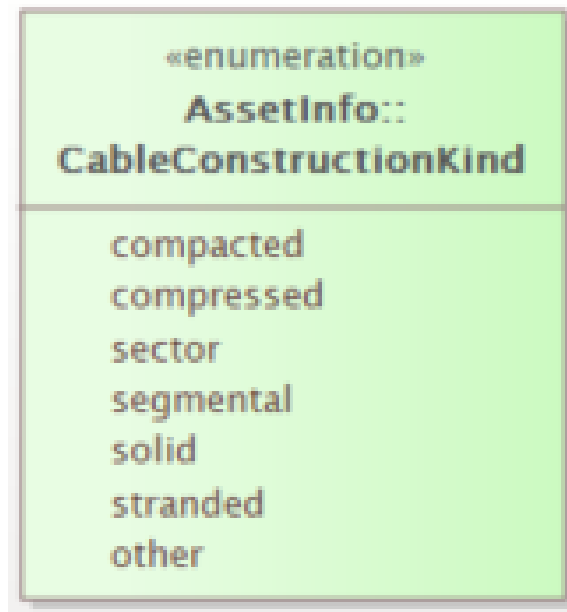 «enumeration»
AssetInfo::
CableConstructionKind
compacted
compressed
sector
segmental
solid
stranded
other